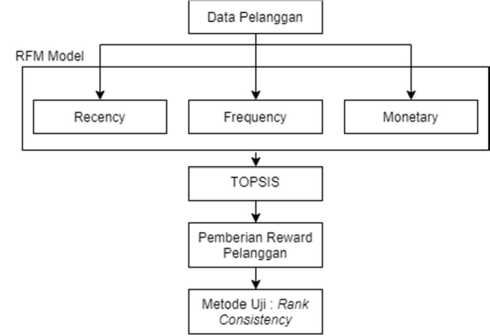 Data Pelanggan
RFM Model
Recency
Frequency
Monetary
TOPSIS
Pemberian Reward
Pelanggan
Metode Uji : Rank
Consistency